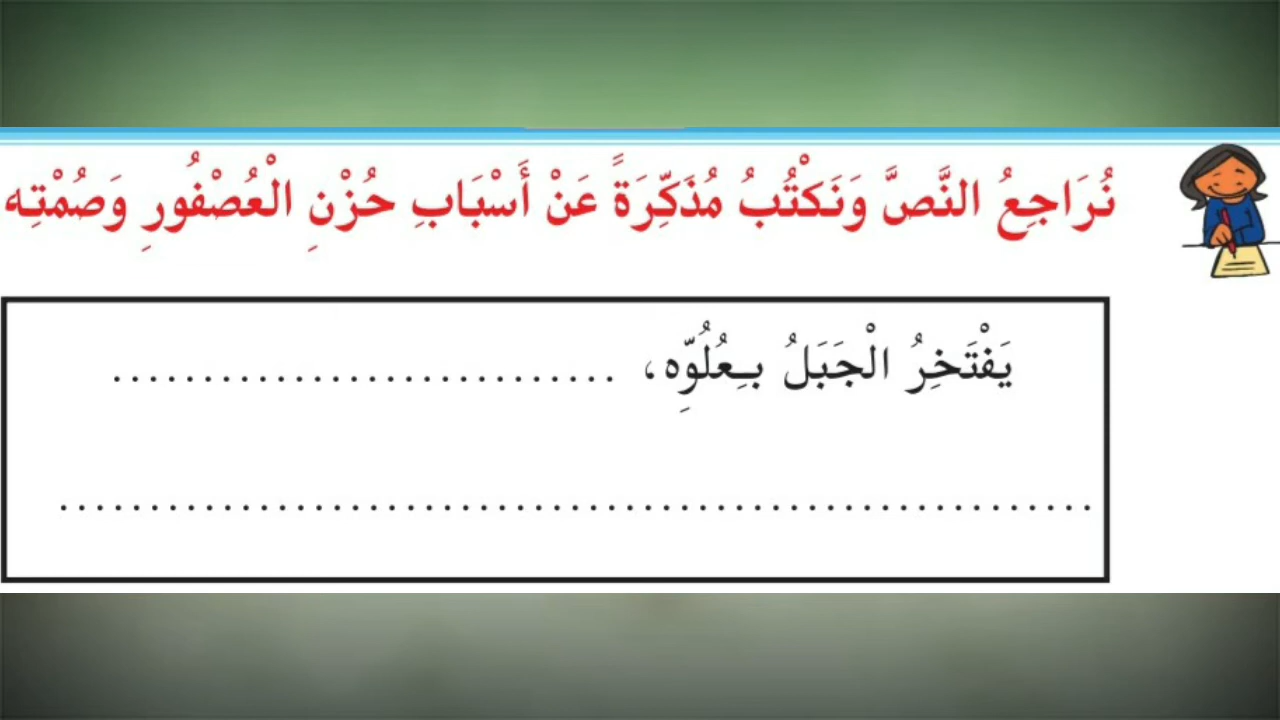 نُرَاجِعُ النَّصَّ وَنَكْتُبُ مُذَكِّرَةً عَنْ أَسْبَابِ حُزْنِ الْعُصْفُورِ وَصُمْتِه
يَفْتَخِرُ الْجَبَلُ بِعُلُوِّهِ، ............................
.........................................................